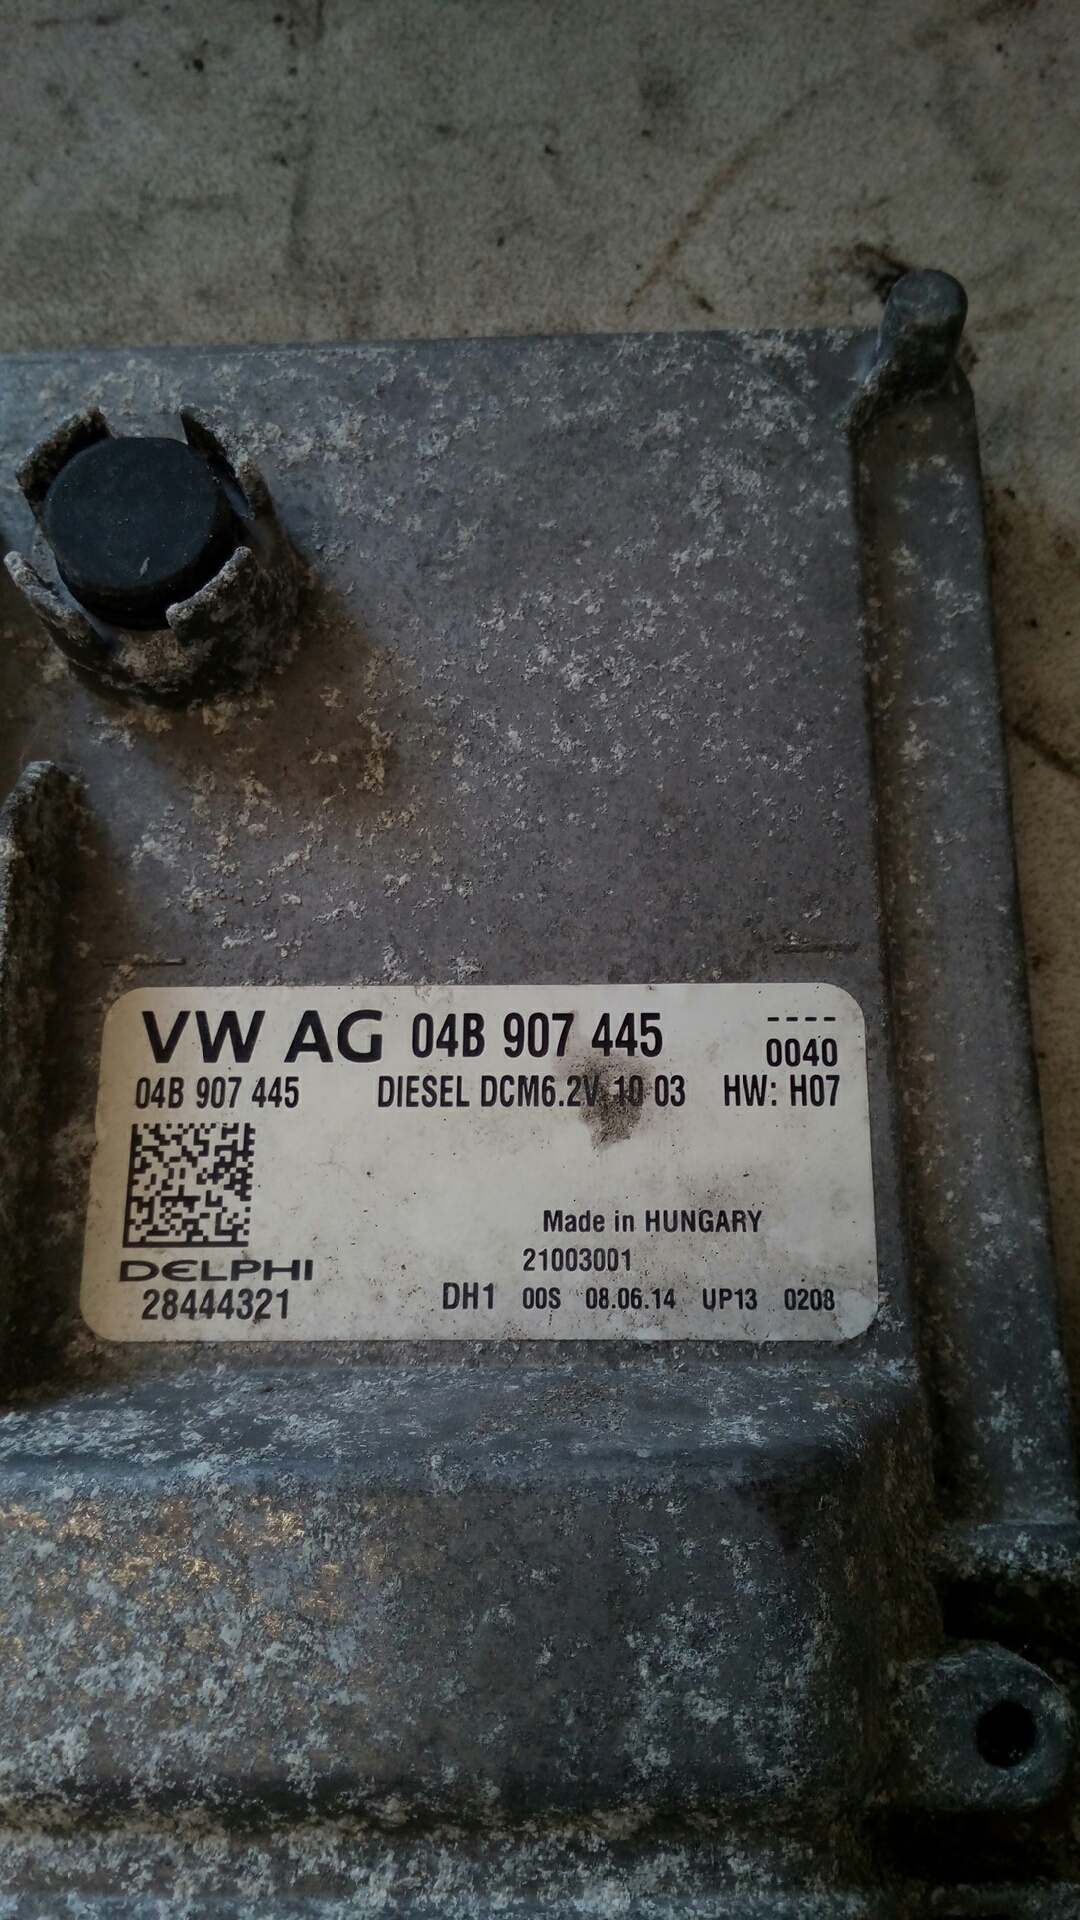 VW AG 04B 907 445 ----
0040
04B 907 445 DIESEL DCM6.2V 10 03 HW: H07
Made in HUNGARY
21003001
DELPHI
28444321 DH1 00S 08.06.14 UP13 0208